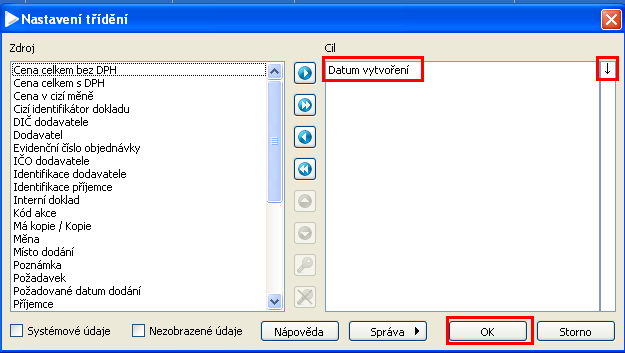 Nastavení třídění
Zdroj
Cíl
Cena celkem bez DPH
Cena celkem s DPH
Cena v cizí měně
Cizí identifikátor dokladu
DIČ dodavatele
Dodavatel
Evidenční číslo objednávky
IČO dodavatele
Identifikace dodavatele
Identifikace příjemce
Interní doklad
Kód akce
Má kopie / Kopie
Měna
Místo dodání
Poznámka
Požadavek
Požadované datum dodání
Příjemce
Datum vytvoření ↓
Systémové údaje Nezobrazené údaje Nápověda Správa OK Storno